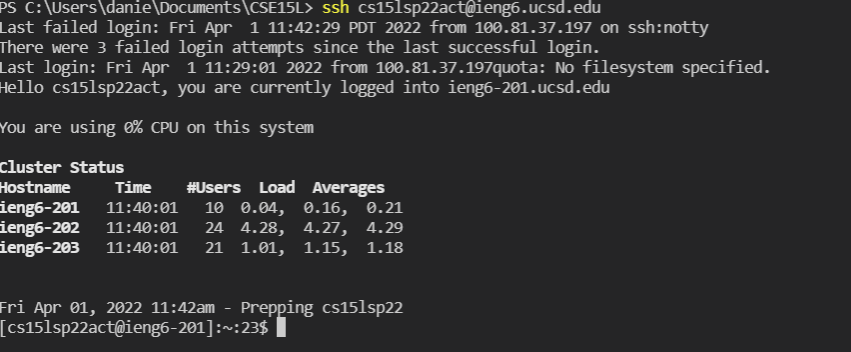 PS C:\Users\danie\Documents\CSE15L> ssh cs15lsp22act@ieng6.ucsd.edu
Last failed login: Fri Apr  1 11:42:29 PDT 2022 from 100.81.37.197 on ssh:notty
There were 3 failed login attempts since the last successful login.
Last login: Fri Apr  1 11:29:01 2022 from 100.81.37.197quota: No filesystem specified.
Hello cs15lsp22act, you are currently logged into ieng6-201.ucsd.edu
You are using 0% CPU on this system
Cluster Status
Hostname     Time    #Users  Load  Averages
ieng6-201   11:40:01   10  0.04,  0.16,  0.21
ieng6-202   11:40:01   24  4.28,  4.27,  4.29
ieng6-203   11:40:01   21  1.01,  1.15,  1.18
Fri Apr 01, 2022 11:42am - Prepping cs15lsp22
[cs15lsp22act@ieng6-201]:~:23$